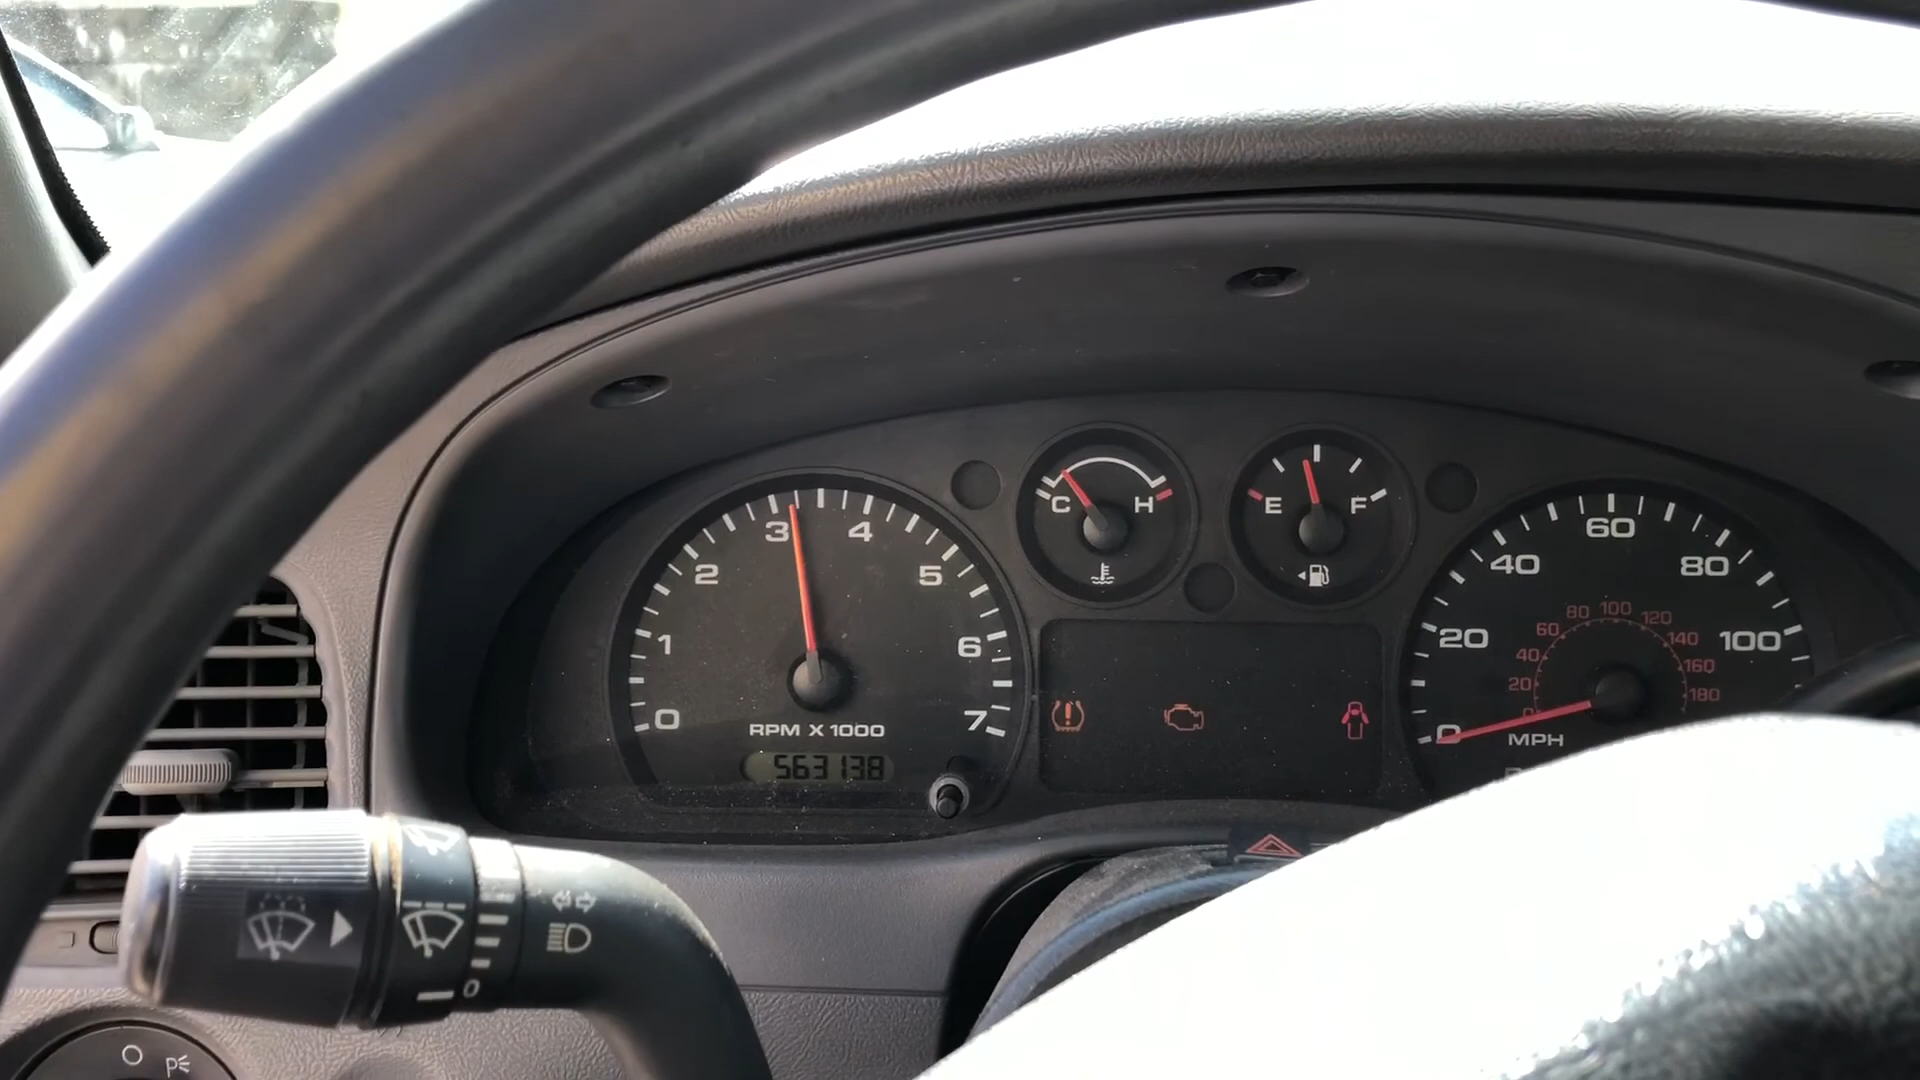 0 1 2 3 4 5 6 7
RPM X 1000
563138
C H
E F
0 20 40 60 80 100
20 40 60 80 100 120 140 160 180
MPH
O